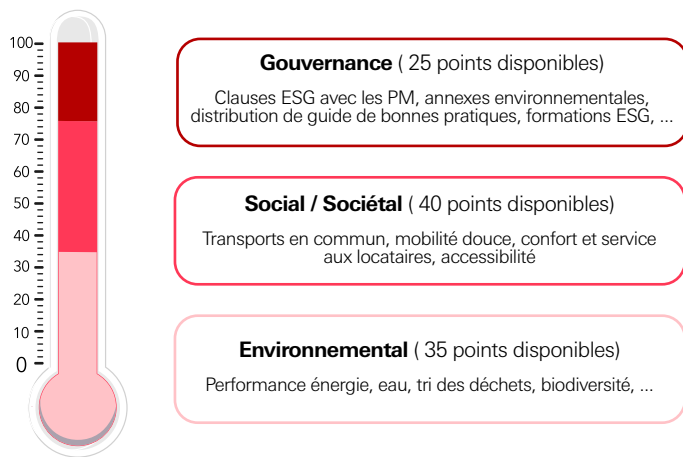 100
90
80
70
60
50
40
30
20
10
0
Gouvernance ( 25 points disponibles)
Clauses ESG avec les PM, annexes environnementales,
distribution de guide de bonnes pratiques, formations ESG, ...
Social / Sociétal ( 40 points disponibles)
Transports en commun, mobilité douce, confort et service
aux locataires, accessibilité
Environnemental ( 35 points disponibles)
Performance énergie, eau, tri des déchets, biodiversité, ...